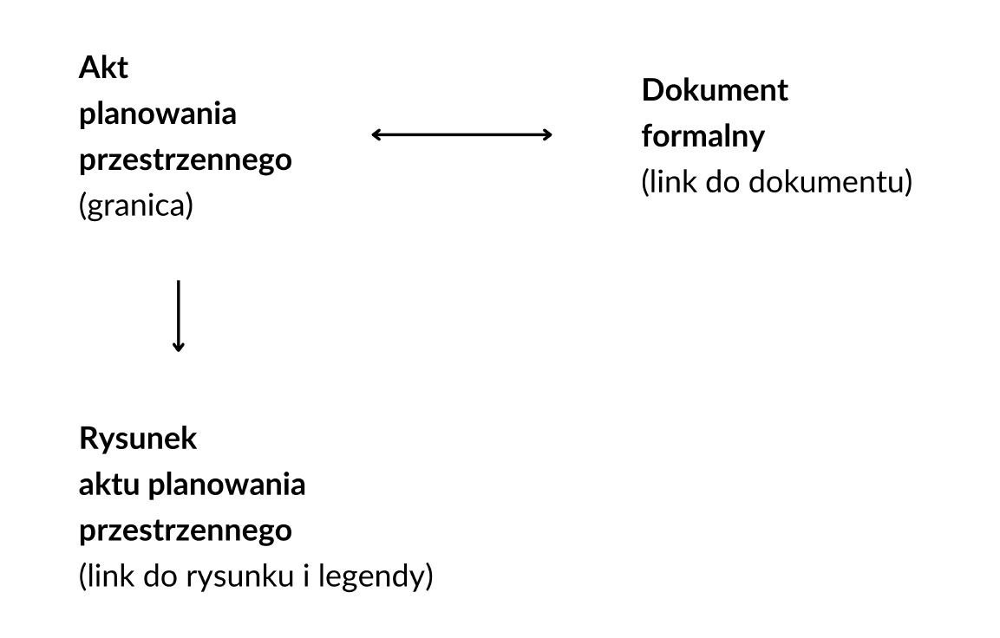 Akt
planowania
przestrzennego
(granica)
Dokument
formalny
(link do dokumentu)
Rysunek
aktu planowania
przestrzennego
(link do rysunku i legendy)